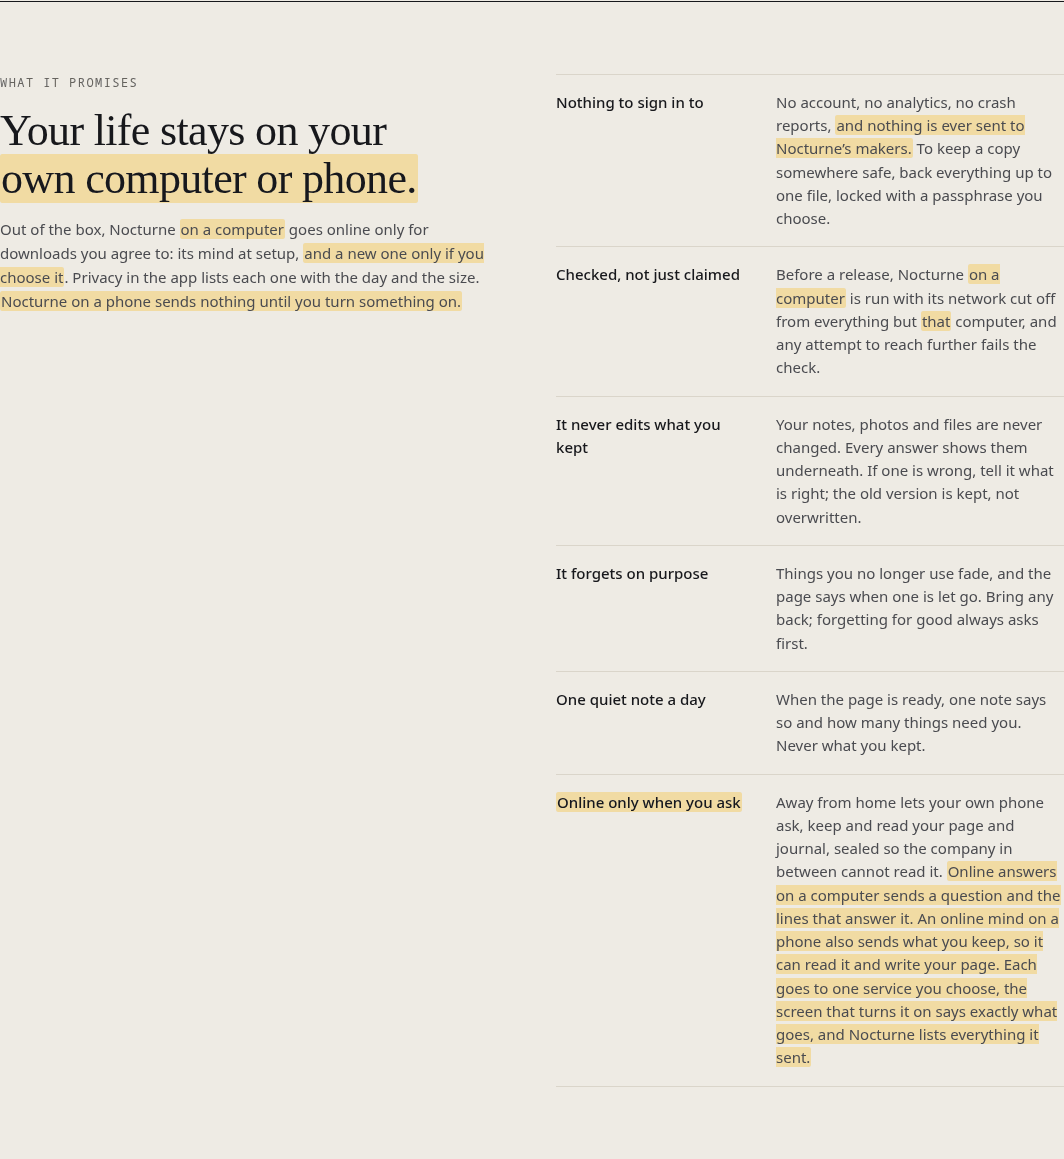 WHAT IT PROMISES
Your life stays on your
own computer or phone.
Out of the box, Nocturne on a computer goes online only for
downloads you agree to: its mind at setup, and a new one only if you
choose it. Privacy in the app lists each one with the day and the size.
Nocturne on a phone sends nothing until you turn something on.
Nothing to sign in to
No account, no analytics, no crash
reports, and nothing is ever sent to
Nocturne’s makers. To keep a copy
somewhere safe, back everything up to
one file, locked with a passphrase you
choose.
Checked, not just claimed
Before a release, Nocturne on a
computer is run with its network cut off
from everything but that computer, and
any attempt to reach further fails the
check.
It never edits what you
kept
Your notes, photos and files are never
changed. Every answer shows them
underneath. If one is wrong, tell it what
is right; the old version is kept, not
overwritten.
It forgets on purpose
Things you no longer use fade, and the
page says when one is let go. Bring any
back; forgetting for good always asks
first.
One quiet note a day
When the page is ready, one note says
so and how many things need you.
Never what you kept.
Online only when you ask
Away from home lets your own phone
ask, keep and read your page and
journal, sealed so the company in
between cannot read it. Online answers
on a computer sends a question and the
lines that answer it. An online mind on a
phone also sends what you keep, so it
can read it and write your page. Each
goes to one service you choose, the
screen that turns it on says exactly what
goes, and Nocturne lists everything it
sent.